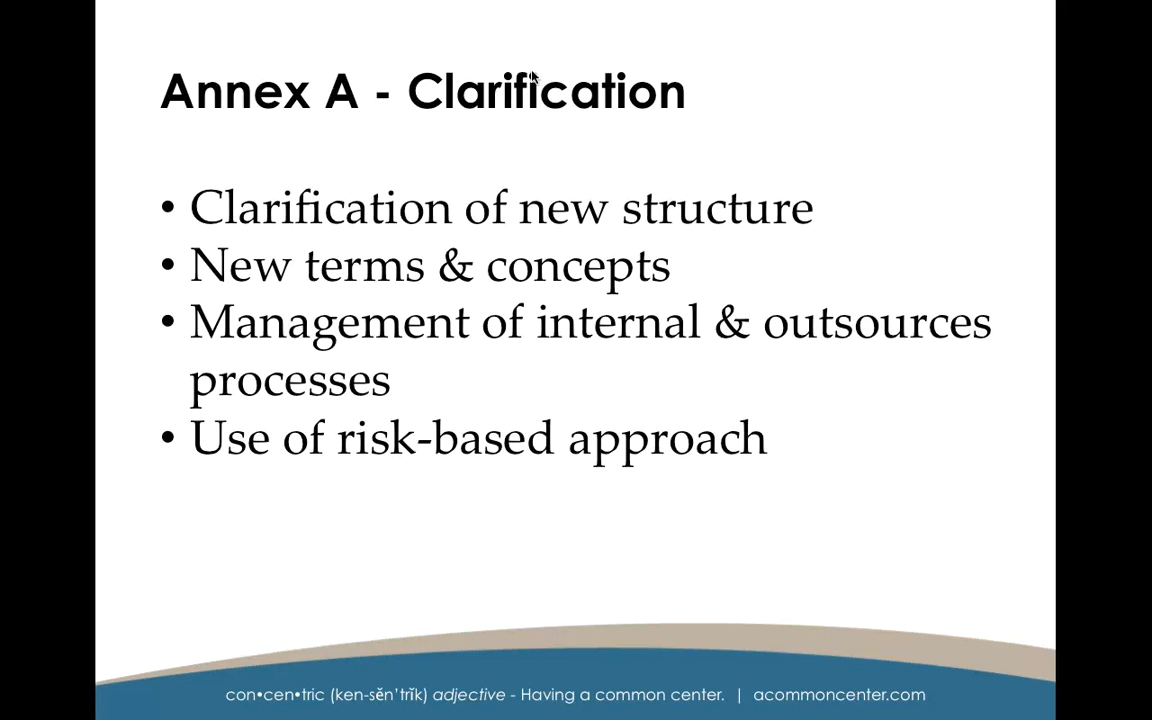 Annex A - Clarification
• Clarification of new structure
• New terms & concepts
• Management of internal & outsources
processes
• Use of risk-based approach
con•cen•tric (ken-sĕn'trĭk) adjective - Having a common center. | acommoncenter.com